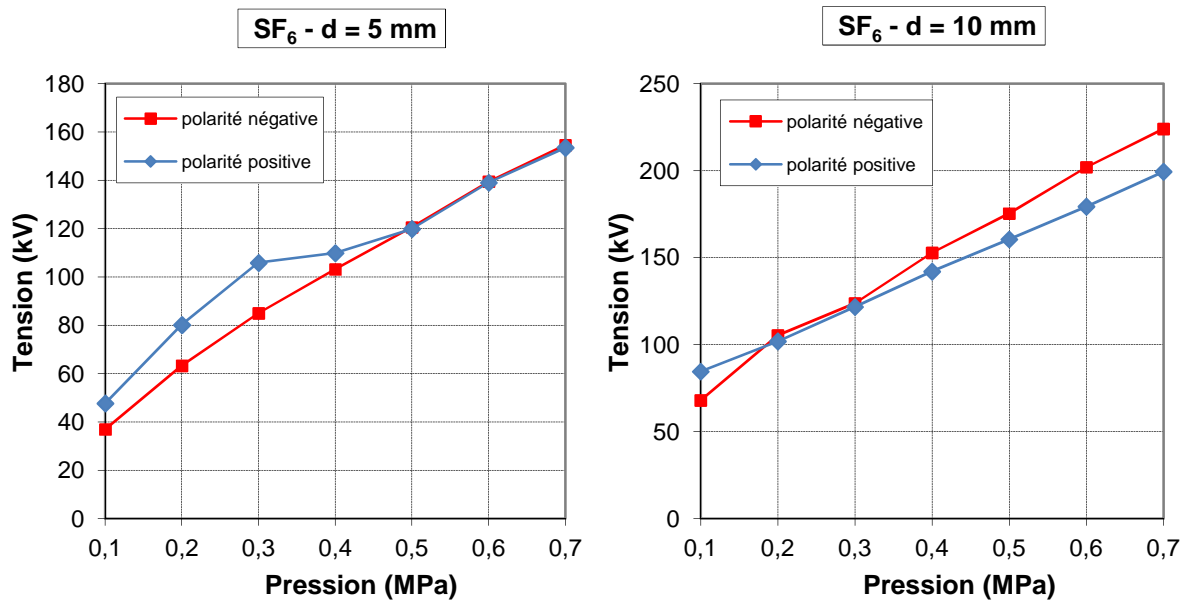 SF₆ - d = 5 mm
180
160
140
120
100
80
60
40
20
0
Tension (kV)
polarité négative
polarité positive
0,1 0,2 0,3 0,4 0,5 0,6 0,7
Pression (MPa)
SF₆ - d = 10 mm
250
200
150
100
50
0
Tension (kV)
polarité négative
polarité positive
0,1 0,2 0,3 0,4 0,5 0,6 0,7
Pression (MPa)